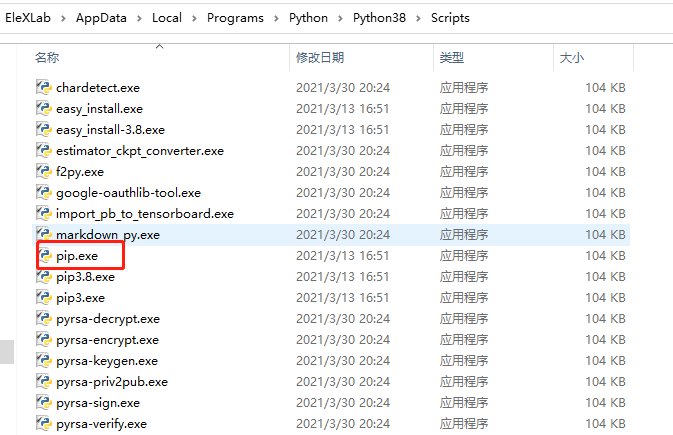 EleXLab > AppData > Local > Programs > Python > Python38 > Scripts
名称 修改日期 类型 大小
chardetect.exe 2021/3/30 20:24 应用程序 104 KB
easy_install.exe 2021/3/13 16:51 应用程序 104 KB
easy_install-3.8.exe 2021/3/13 16:51 应用程序 104 KB
estimator_ckpt_converter.exe 2021/3/30 20:24 应用程序 104 KB
f2py.exe 2021/3/30 20:24 应用程序 104 KB
google-oauthlib-tool.exe 2021/3/30 20:24 应用程序 104 KB
import_pb_to_tensorboard.exe 2021/3/30 20:24 应用程序 104 KB
markdown_py.exe 2021/3/30 20:24 应用程序 104 KB
pip.exe 2021/3/13 16:51 应用程序 104 KB
pip3.8.exe 2021/3/13 16:51 应用程序 104 KB
pip3.exe 2021/3/13 16:51 应用程序 104 KB
pyrsa-decrypt.exe 2021/3/30 20:24 应用程序 104 KB
pyrsa-encrypt.exe 2021/3/30 20:24 应用程序 104 KB
pyrsa-keygen.exe 2021/3/30 20:24 应用程序 104 KB
pyrsa-priv2pub.exe 2021/3/30 20:24 应用程序 104 KB
pyrsa-sign.exe 2021/3/30 20:24 应用程序 104 KB
pyrsa-verify.exe 2021/3/30 20:24 应用程序 104 KB